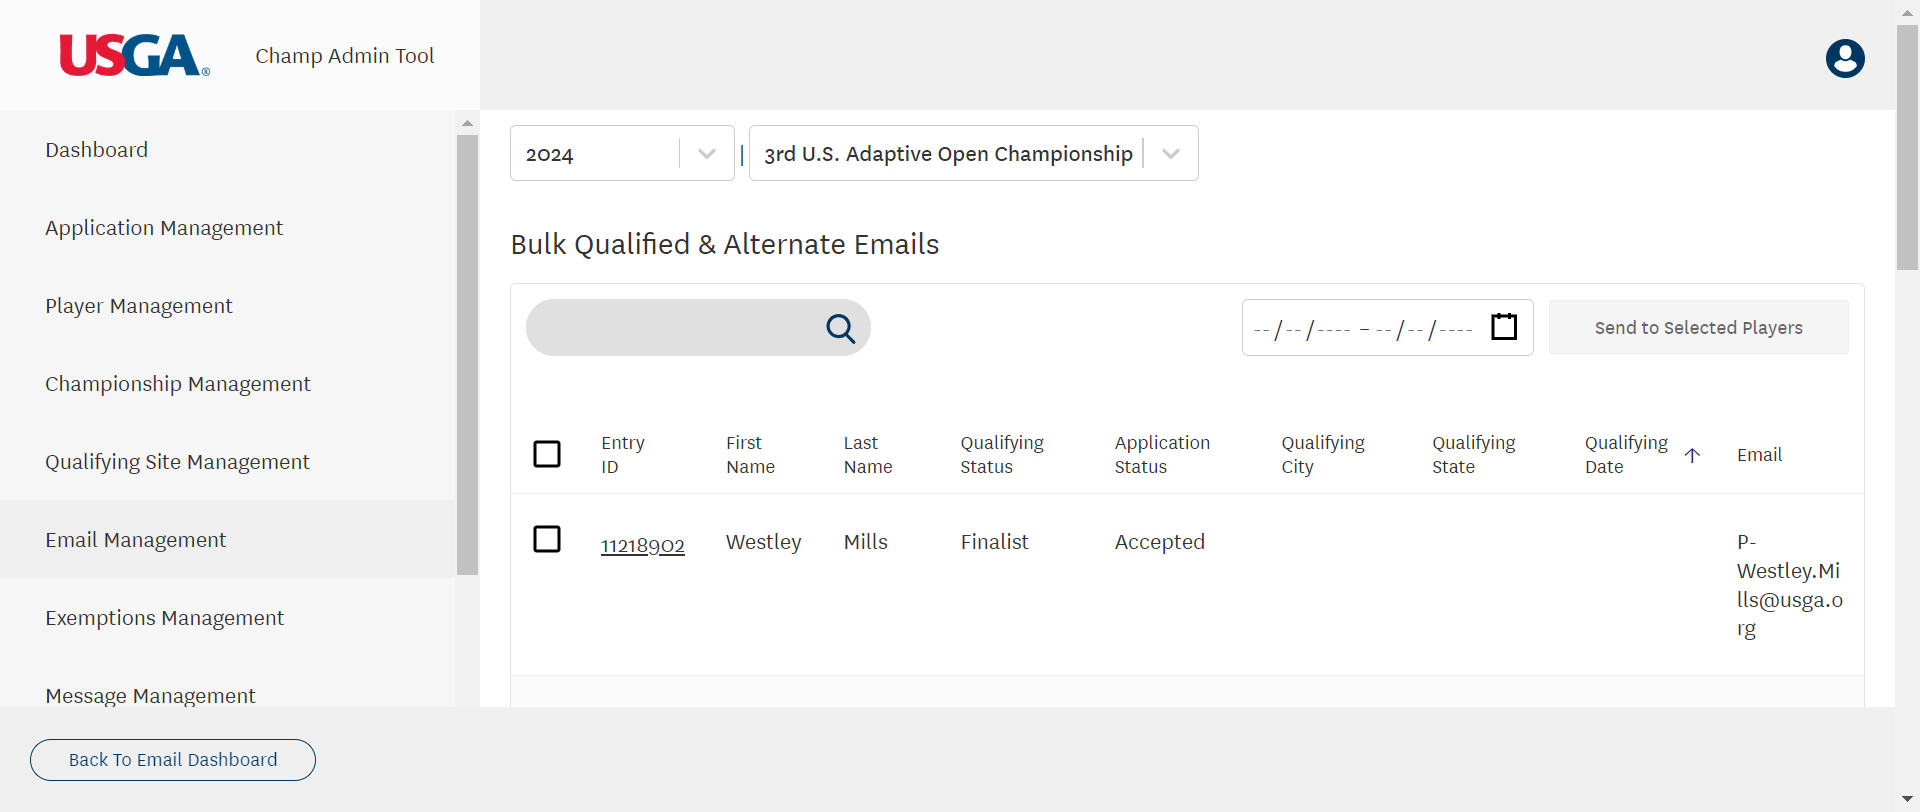 USGA®
Champ Admin Tool
Dashboard
Application Management
Player Management
Championship Management
Qualifying Site Management
Email Management
Exemptions Management
Message Management
Back To Email Dashboard
2024 | 3rd U.S. Adaptive Open Championship
Bulk Qualified & Alternate Emails
--/--/---- – --/--/----
Send to Selected Players
Entry ID
First Name
Last Name
Qualifying Status
Application Status
Qualifying City
Qualifying State
Qualifying Date
Email
11218902 Westley Mills Finalist Accepted
P-
Westley.Mi
lls@usga.o
rg